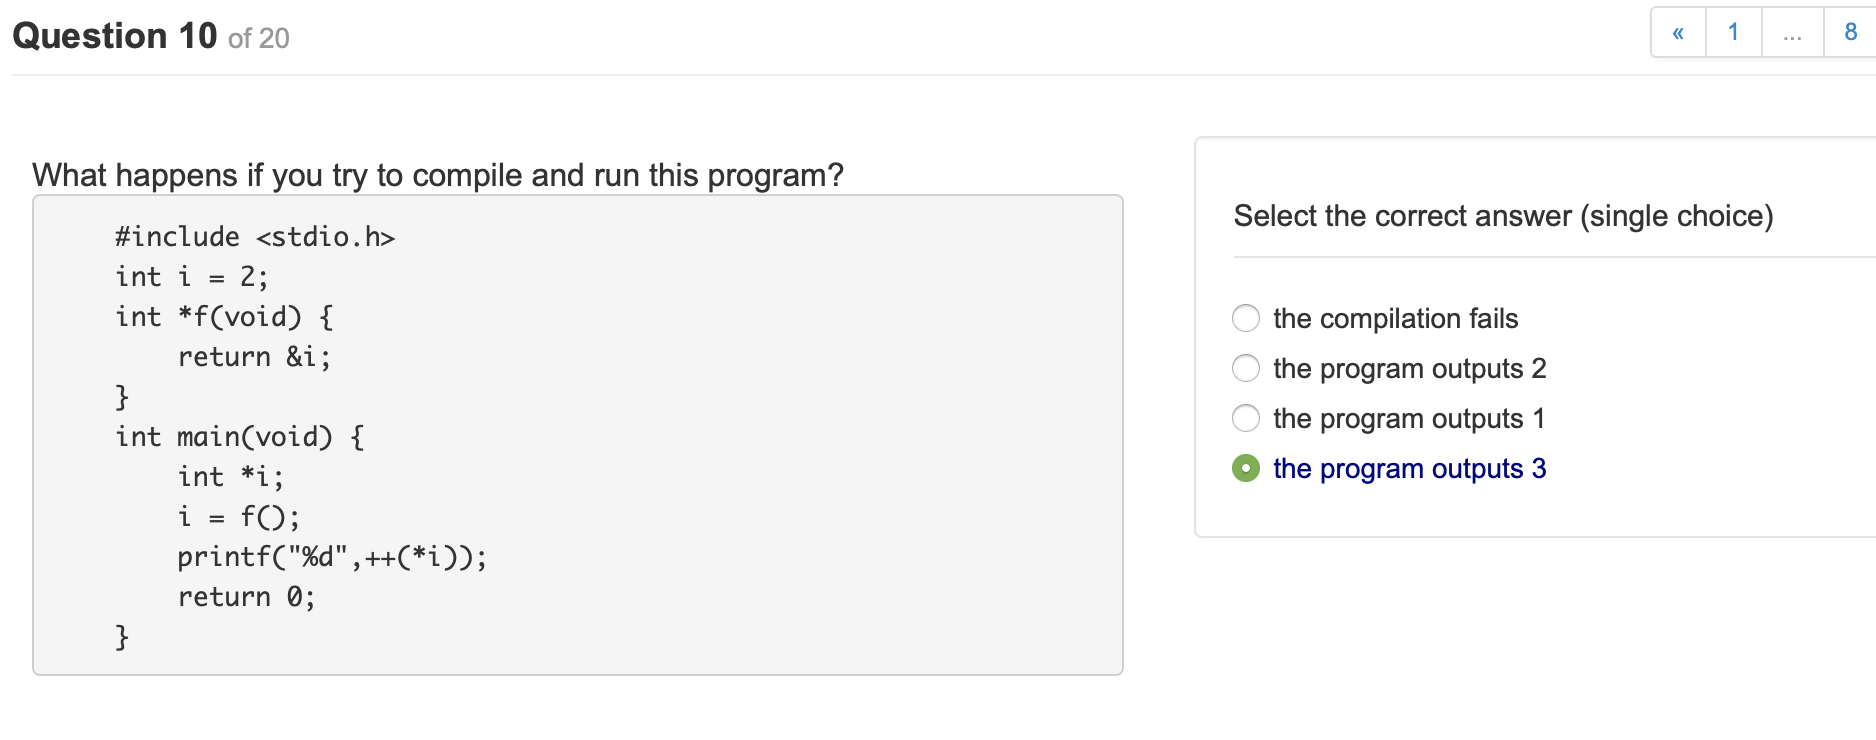 Question 10 of 20
« 1 ... 8
What happens if you try to compile and run this program?
#include <stdio.h>
int i = 2;
int *f(void) {
    return &i;
}
int main(void) {
    int *i;
    i = f();
    printf("%d",++(*i));
    return 0;
}
Select the correct answer (single choice)
the compilation fails
the program outputs 2
the program outputs 1
the program outputs 3